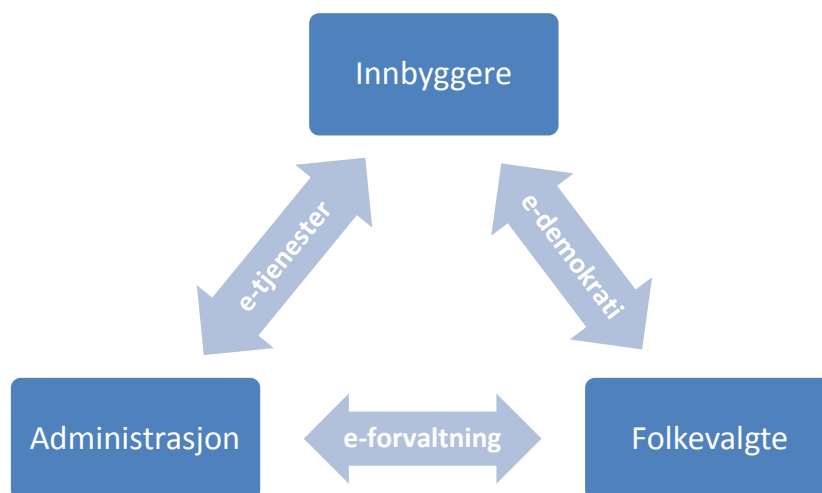 Innbyggere
e-tjenester
e-demokrati
Administrasjon
e-forvaltning
Folkevalgte